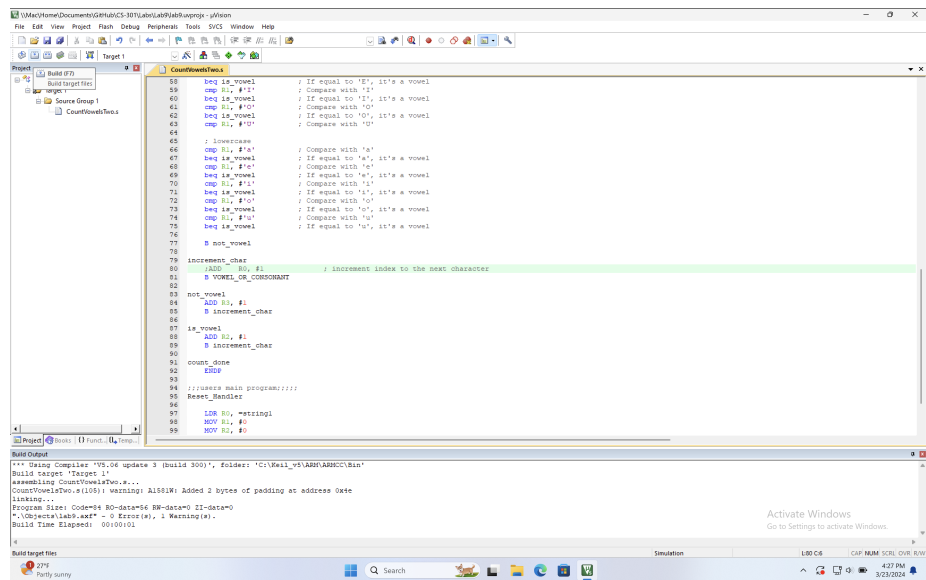 \\Mac\Home\Documents\GitHub\CS-301\Labs\Lab9\lab9.uvprojx - µVision
File Edit View Project Flash Debug Peripherals Tools SVCS Window Help
Target 1
Project
Build (F7)
Build target files
Target 1
Source Group 1
CountVowelsTwo.s
CountVowelsTwo.s
58 beq is_vowel ; If equal to 'E', it's a vowel
59 cmp R1, #'I' ; Compare with 'I'
60 beq is_vowel ; If equal to 'I', it's a vowel
61 cmp R1, #'O' ; Compare with 'O'
62 beq is_vowel ; If equal to 'O', it's a vowel
63 cmp R1, #'U' ; Compare with 'U'
64
65 ; lowercase
66 cmp R1, #'a' ; Compare with 'a'
67 beq is_vowel ; If equal to 'a', it's a vowel
68 cmp R1, #'e' ; Compare with 'e'
69 beq is_vowel ; If equal to 'e', it's a vowel
70 cmp R1, #'i' ; Compare with 'i'
71 beq is_vowel ; If equal to 'i', it's a vowel
72 cmp R1, #'o' ; Compare with 'o'
73 beq is_vowel ; If equal to 'o', it's a vowel
74 cmp R1, #'u' ; Compare with 'u'
75 beq is_vowel ; If equal to 'u', it's a vowel
76
77 B not_vowel
78
79 increment_char
80 ;ADD R0, #1 ; increment index to the next character
81 B VOWEL_OR_CONSONANT
82
83 not_vowel
84 ADD R3, #1
85 B increment_char
86
87 is_vowel
88 ADD R2, #1
89 B increment_char
90
91 count_done
92 ENDP
93
94 ;;;users main program;;;;;
95 Reset_Handler
96
97 LDR R0, =string1
98 MOV R1, #0
99 MOV R2, #0
Project Books {} Funct... Temp...
Build Output
*** Using Compiler 'V5.06 update 3 (build 300)', folder: 'C:\Keil_v5\ARM\ARMCC\Bin'
Build target 'Target 1'
assembling CountVowelsTwo.s...
CountVowelsTwo.s(105): warning: A1581W: Added 2 bytes of padding at address 0x4e
linking...
Program Size: Code=84 RO-data=56 RW-data=0 ZI-data=0
".\Objects\lab9.axf" - 0 Error(s), 1 Warning(s).
Build Time Elapsed: 00:00:01
Activate Windows
Go to Settings to activate Windows.
Build target files Simulation L:80 C:6 CAP NUM SCRL OVR R/W
1 27°F
Partly sunny
Search
4:27 PM
3/23/2024